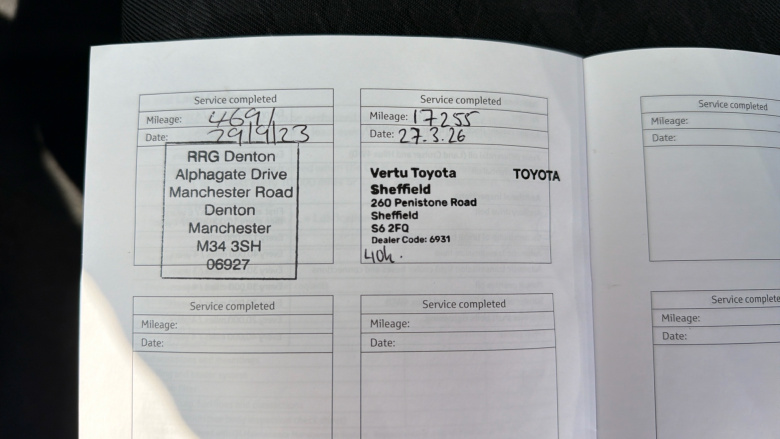 Service completed
Mileage: 4691
Date: 29/9/23
RRG Denton
Alphagate Drive
Manchester Road
Denton
Manchester
M34 3SH
06927
Service completed
Mileage: 17255
Date: 27.3.26
Vertu Toyota TOYOTA
Sheffield
260 Penistone Road
Sheffield
S6 2FQ
Dealer Code: 6931
40k.
Service completed
Mileage:
Date:
Service completed
Mileage:
Date:
Service completed
Mileage:
Date:
Service complete
Mileage:
Date: